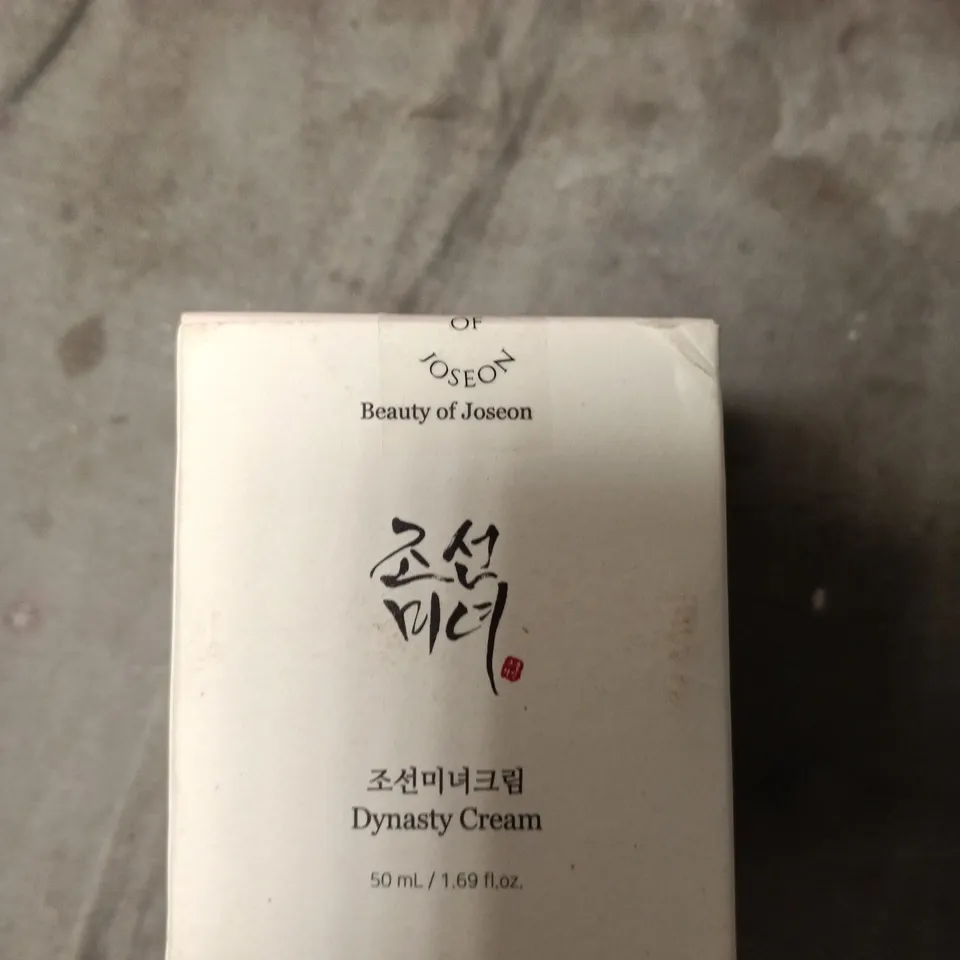 OF
JOSEON
Beauty of Joseon
조선
미녀
조선미녀크림
Dynasty Cream
50 mL / 1.69 fl.oz.